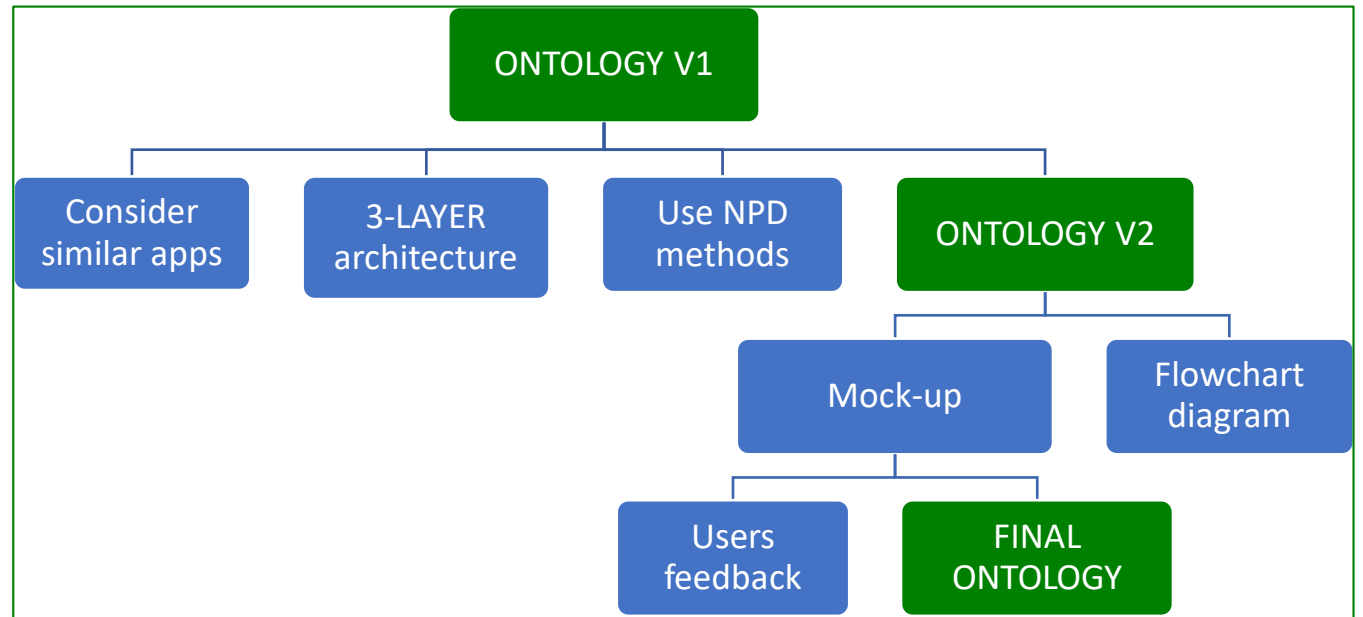 ONTOLOGY V1
Consider
similar apps
3-LAYER
architecture
Use NPD
methods
ONTOLOGY V2
Mock-up
Flowchart
diagram
Users
feedback
FINAL
ONTOLOGY